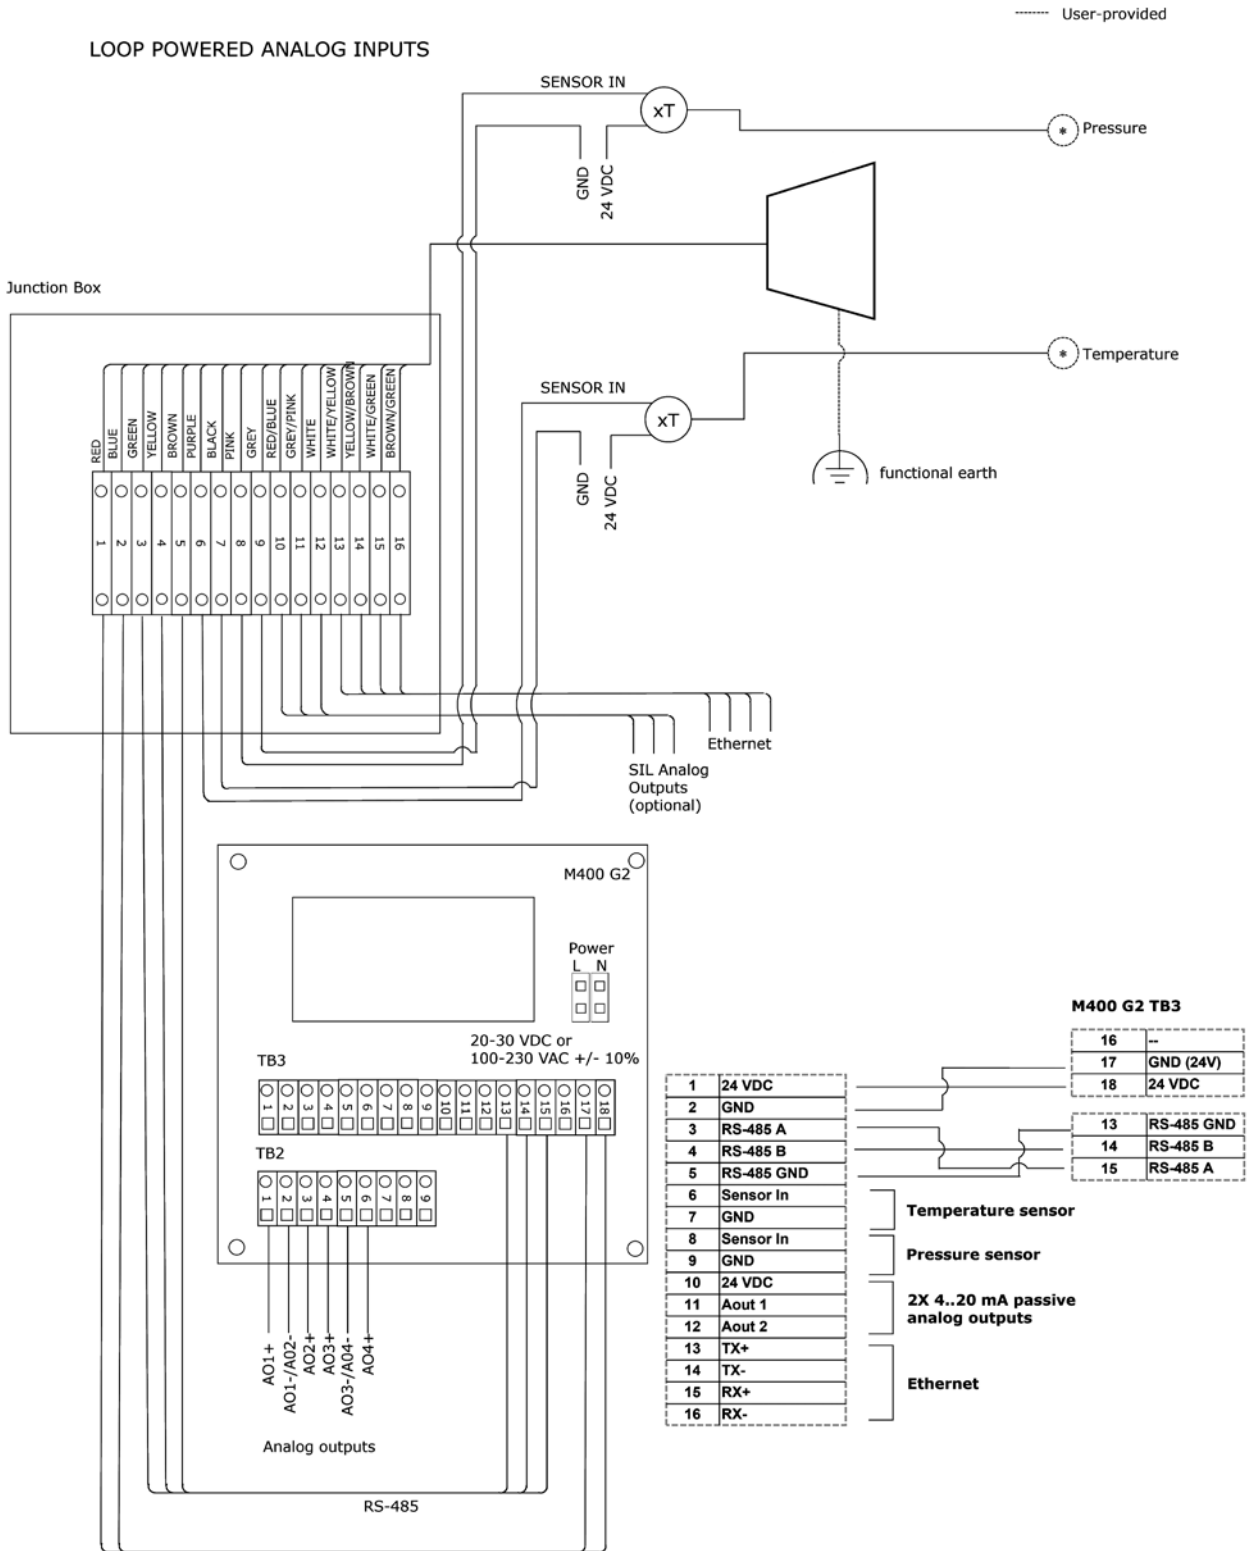 User-provided
LOOP POWERED ANALOG INPUTS
SENSOR IN
xT
* Pressure
GND
24 VDC
Junction Box
* Temperature
SENSOR IN
xT
GND
24 VDC
functional earth
RED
BLUE
GREEN
YELLOW
BROWN
PURPLE
BLACK
PINK
GREY
RED/BLUE
GREY/PINK
WHITE
WHITE/YELLOW
YELLOW/BROWN
WHITE/GREEN
BROWN/GREEN
1 2 3 4 5 6 7 8 9 10 11 12 13 14 15 16
Ethernet
SIL Analog
Outputs
(optional)
M400 G2
Power
L N
20-30 VDC or
100-230 VAC +/- 10%
TB3
1 2 3 4 5 6 7 8 9 10 11 12 13 14 15 16 17 18
TB2
1 2 3 4 5 6 7 8 9
AO1+
AO1-/A02-
AO2+
AO3+
AO3-/A04-
AO4+
Analog outputs
RS-485
M400 G2 TB3
16 --
17 GND (24V)
18 24 VDC
13 RS-485 GND
14 RS-485 B
15 RS-485 A
1 24 VDC
2 GND
3 RS-485 A
4 RS-485 B
5 RS-485 GND
6 Sensor In
7 GND
8 Sensor In
9 GND
10 24 VDC
11 Aout 1
12 Aout 2
13 TX+
14 TX-
15 RX+
16 RX-
Temperature sensor
Pressure sensor
2X 4..20 mA passive
analog outputs
Ethernet